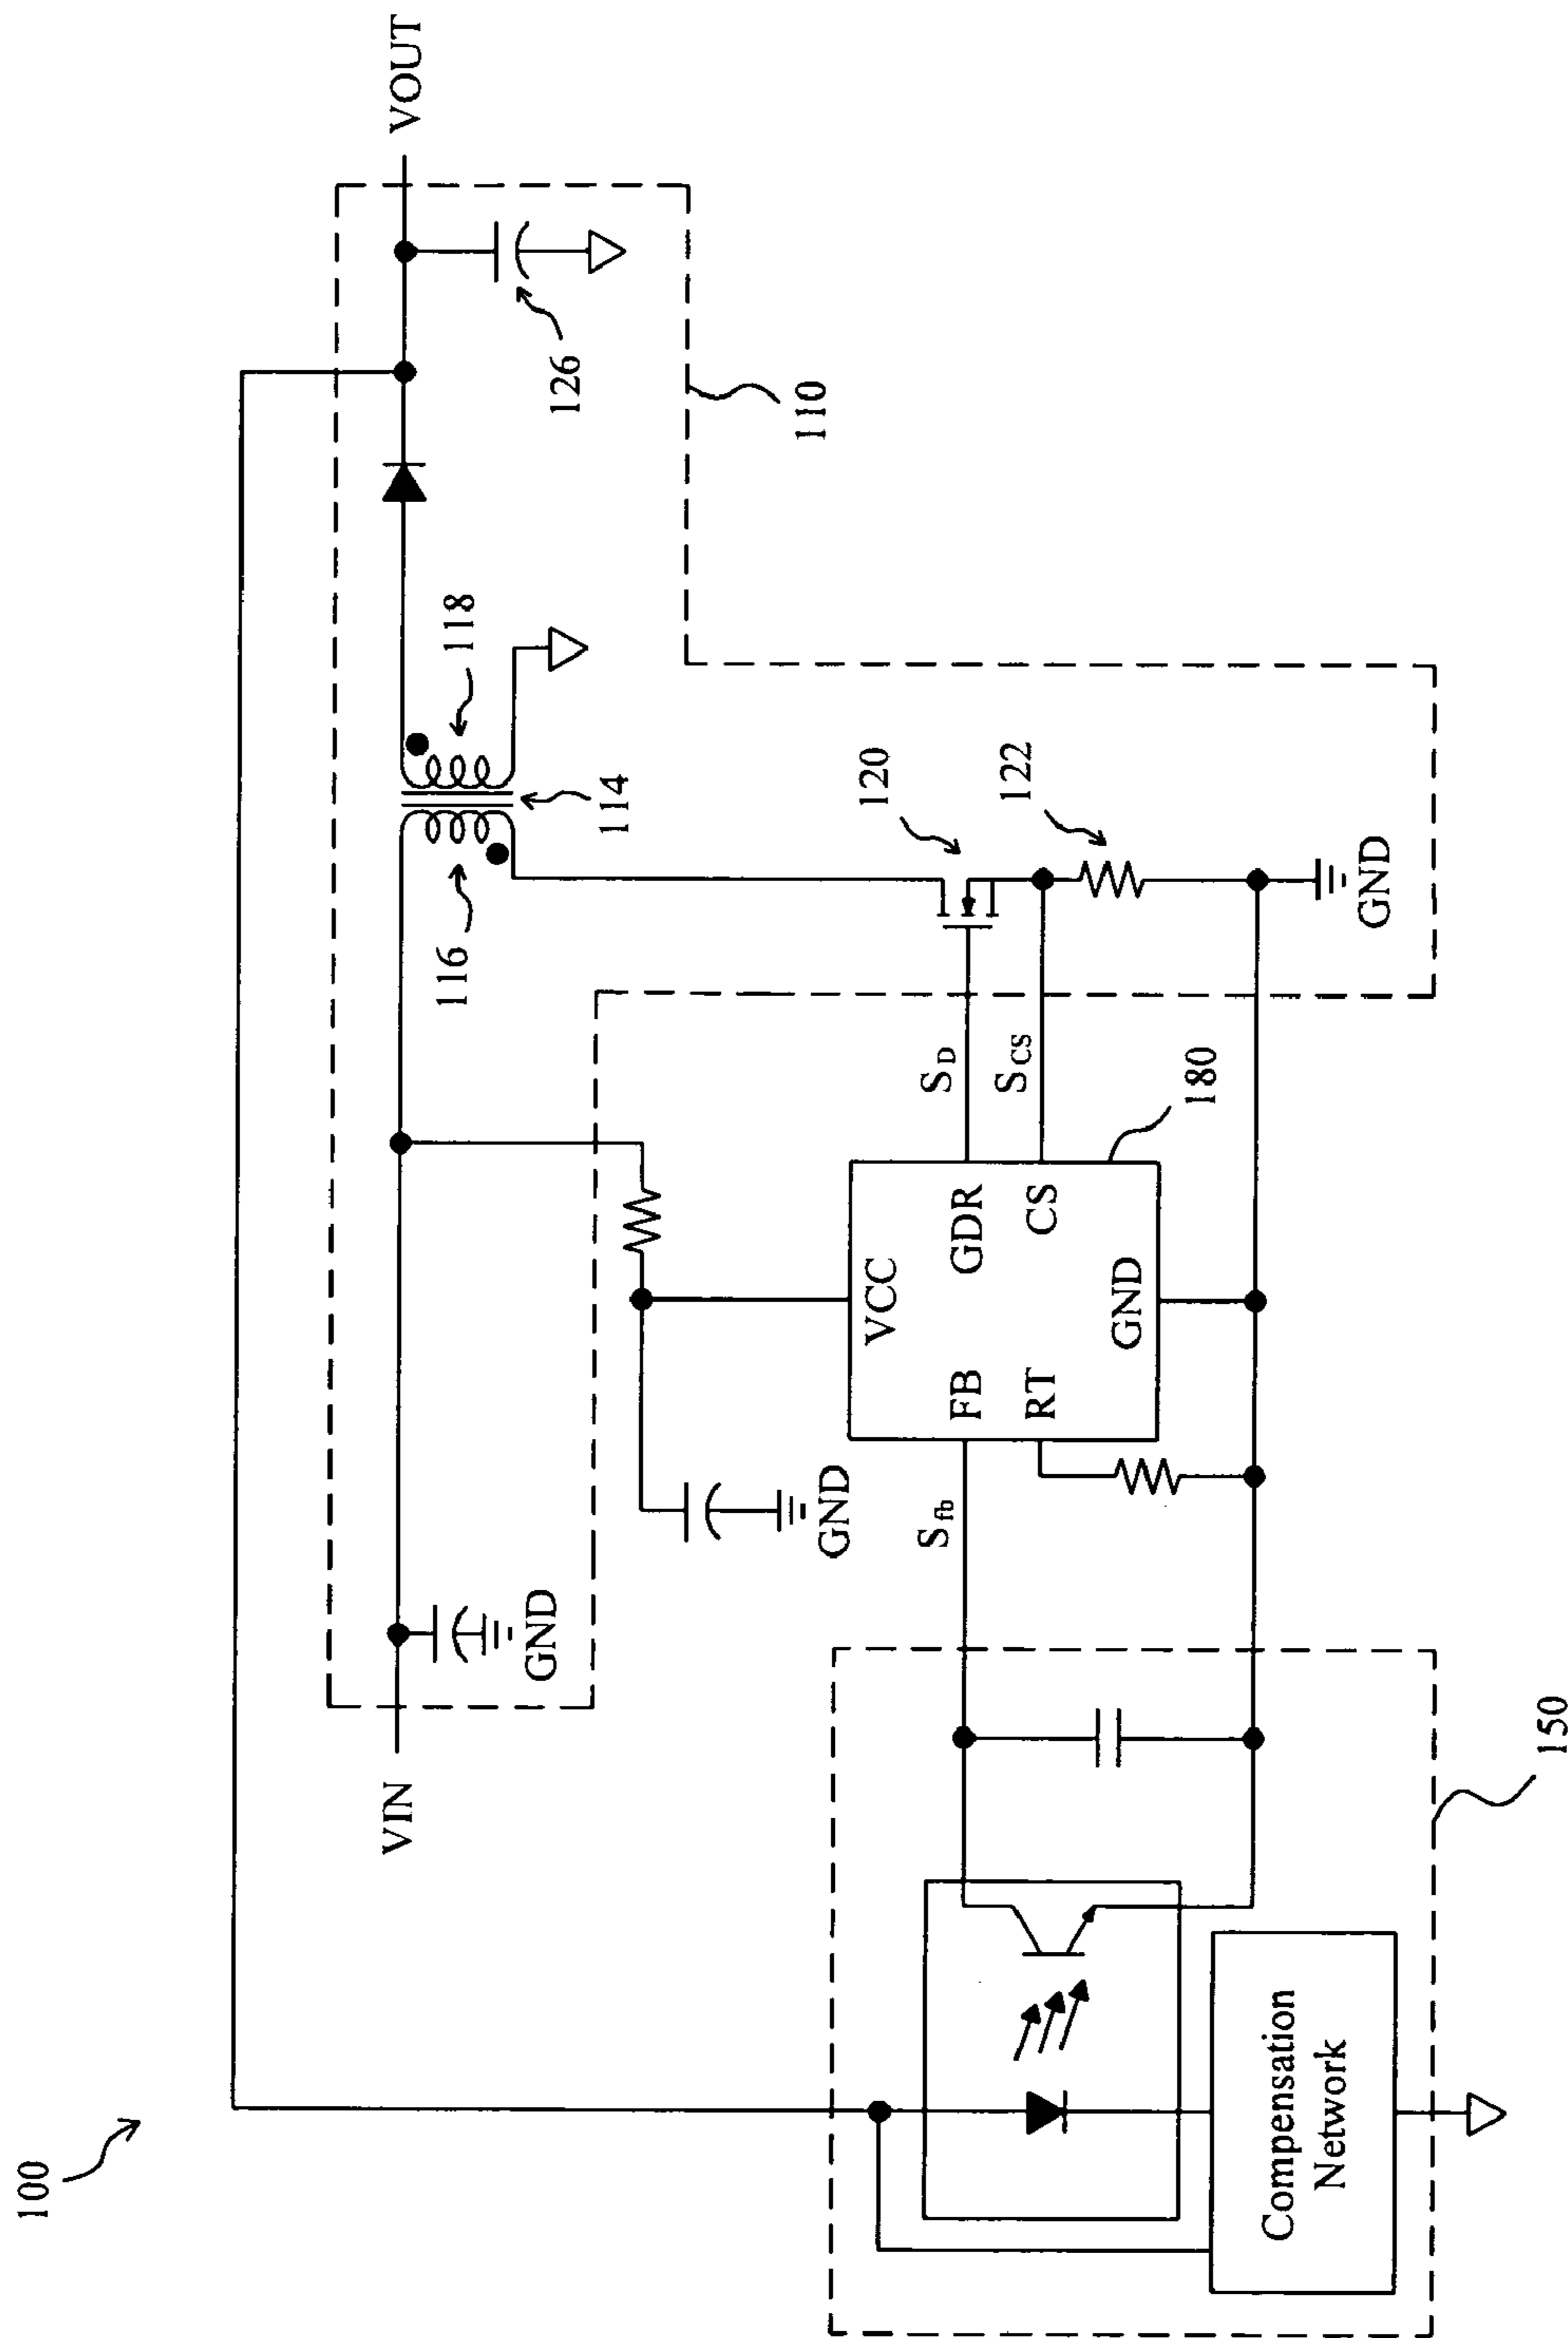 100
VIN
VOUT
GND
116
118
114
126
110
GND
VCC
FB
GDR
RT
CS
GND
Sfb
SD
SCS
180
120
122
GND
150
Compensation
Network